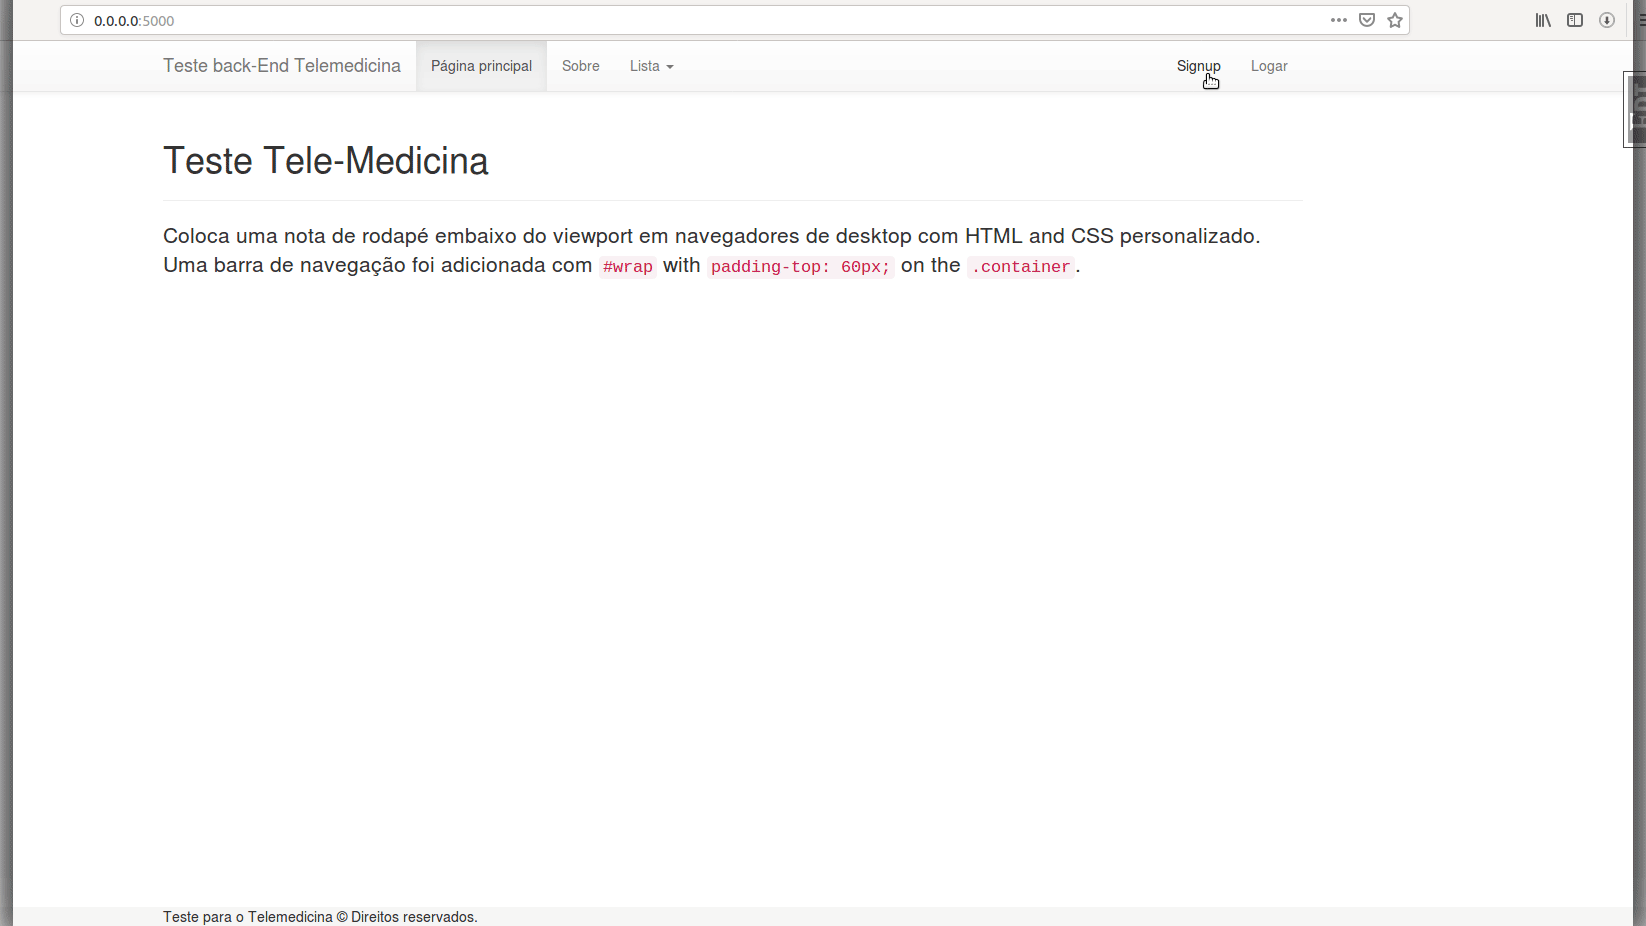 0.0.0.0:5000
Teste back-End Telemedicina Página principal Sobre Lista Signup Logar
Teste Tele-Medicina
Coloca uma nota de rodapé embaixo do viewport em navegadores de desktop com HTML and CSS personalizado.
Uma barra de navegação foi adicionada com #wrap with padding-top: 60px; on the .container.
Teste para o Telemedicina © Direitos reservados.